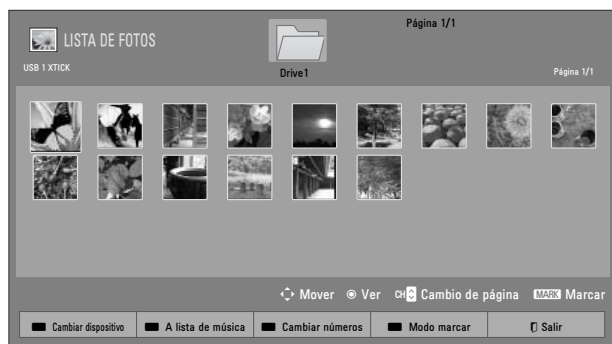 Página 1/1
LISTA DE FOTOS
USB 1 XTICK
Drive1
Página 1/1
Mover Ver CH Cambio de página MARK Marcar
Cambiar dispositivo A lista de música Cambiar números Modo marcar Salir